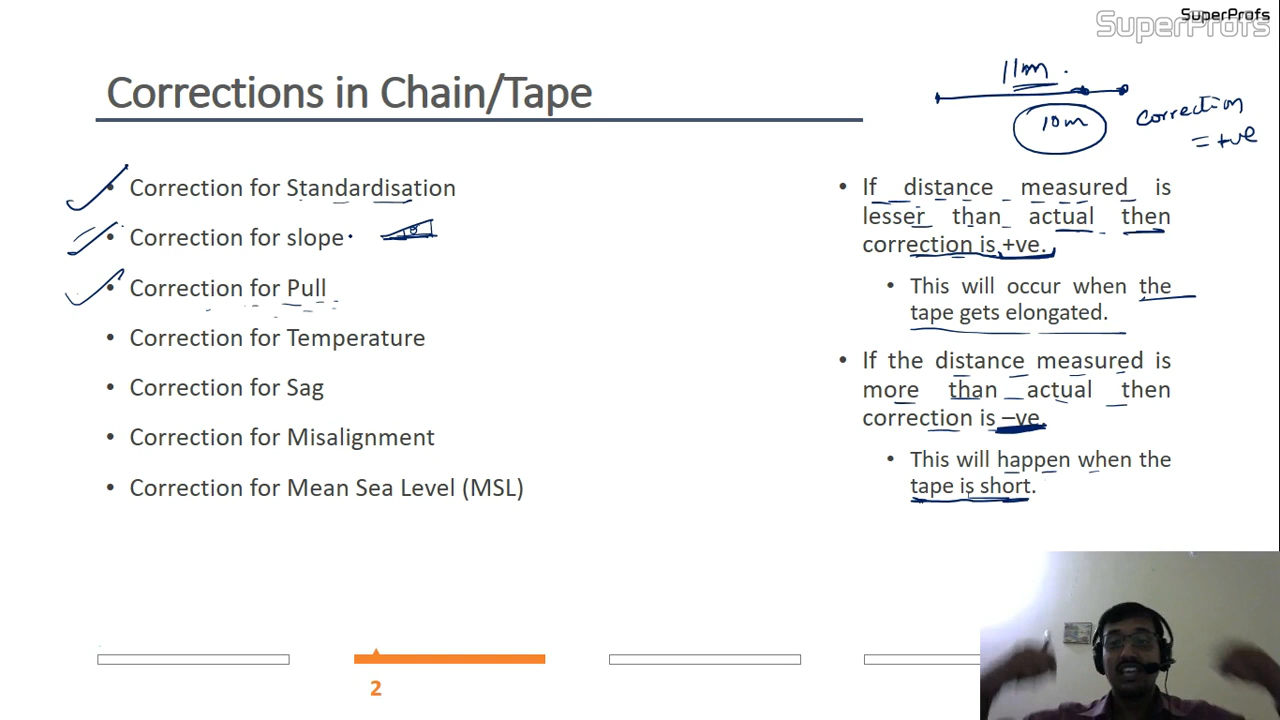 SuperProfs
SuperProfs
Corrections in Chain/Tape
11m
10m
correction
= +ve
• Correction for Standardisation
• Correction for slope
θ
• Correction for Pull
• Correction for Temperature
• Correction for Sag
• Correction for Misalignment
• Correction for Mean Sea Level (MSL)
• If distance measured is
lesser than actual then
correction is +ve.
• This will occur when the
tape gets elongated.
• If the distance measured is
more than actual then
correction is –ve.
• This will happen when the
tape is short.
2